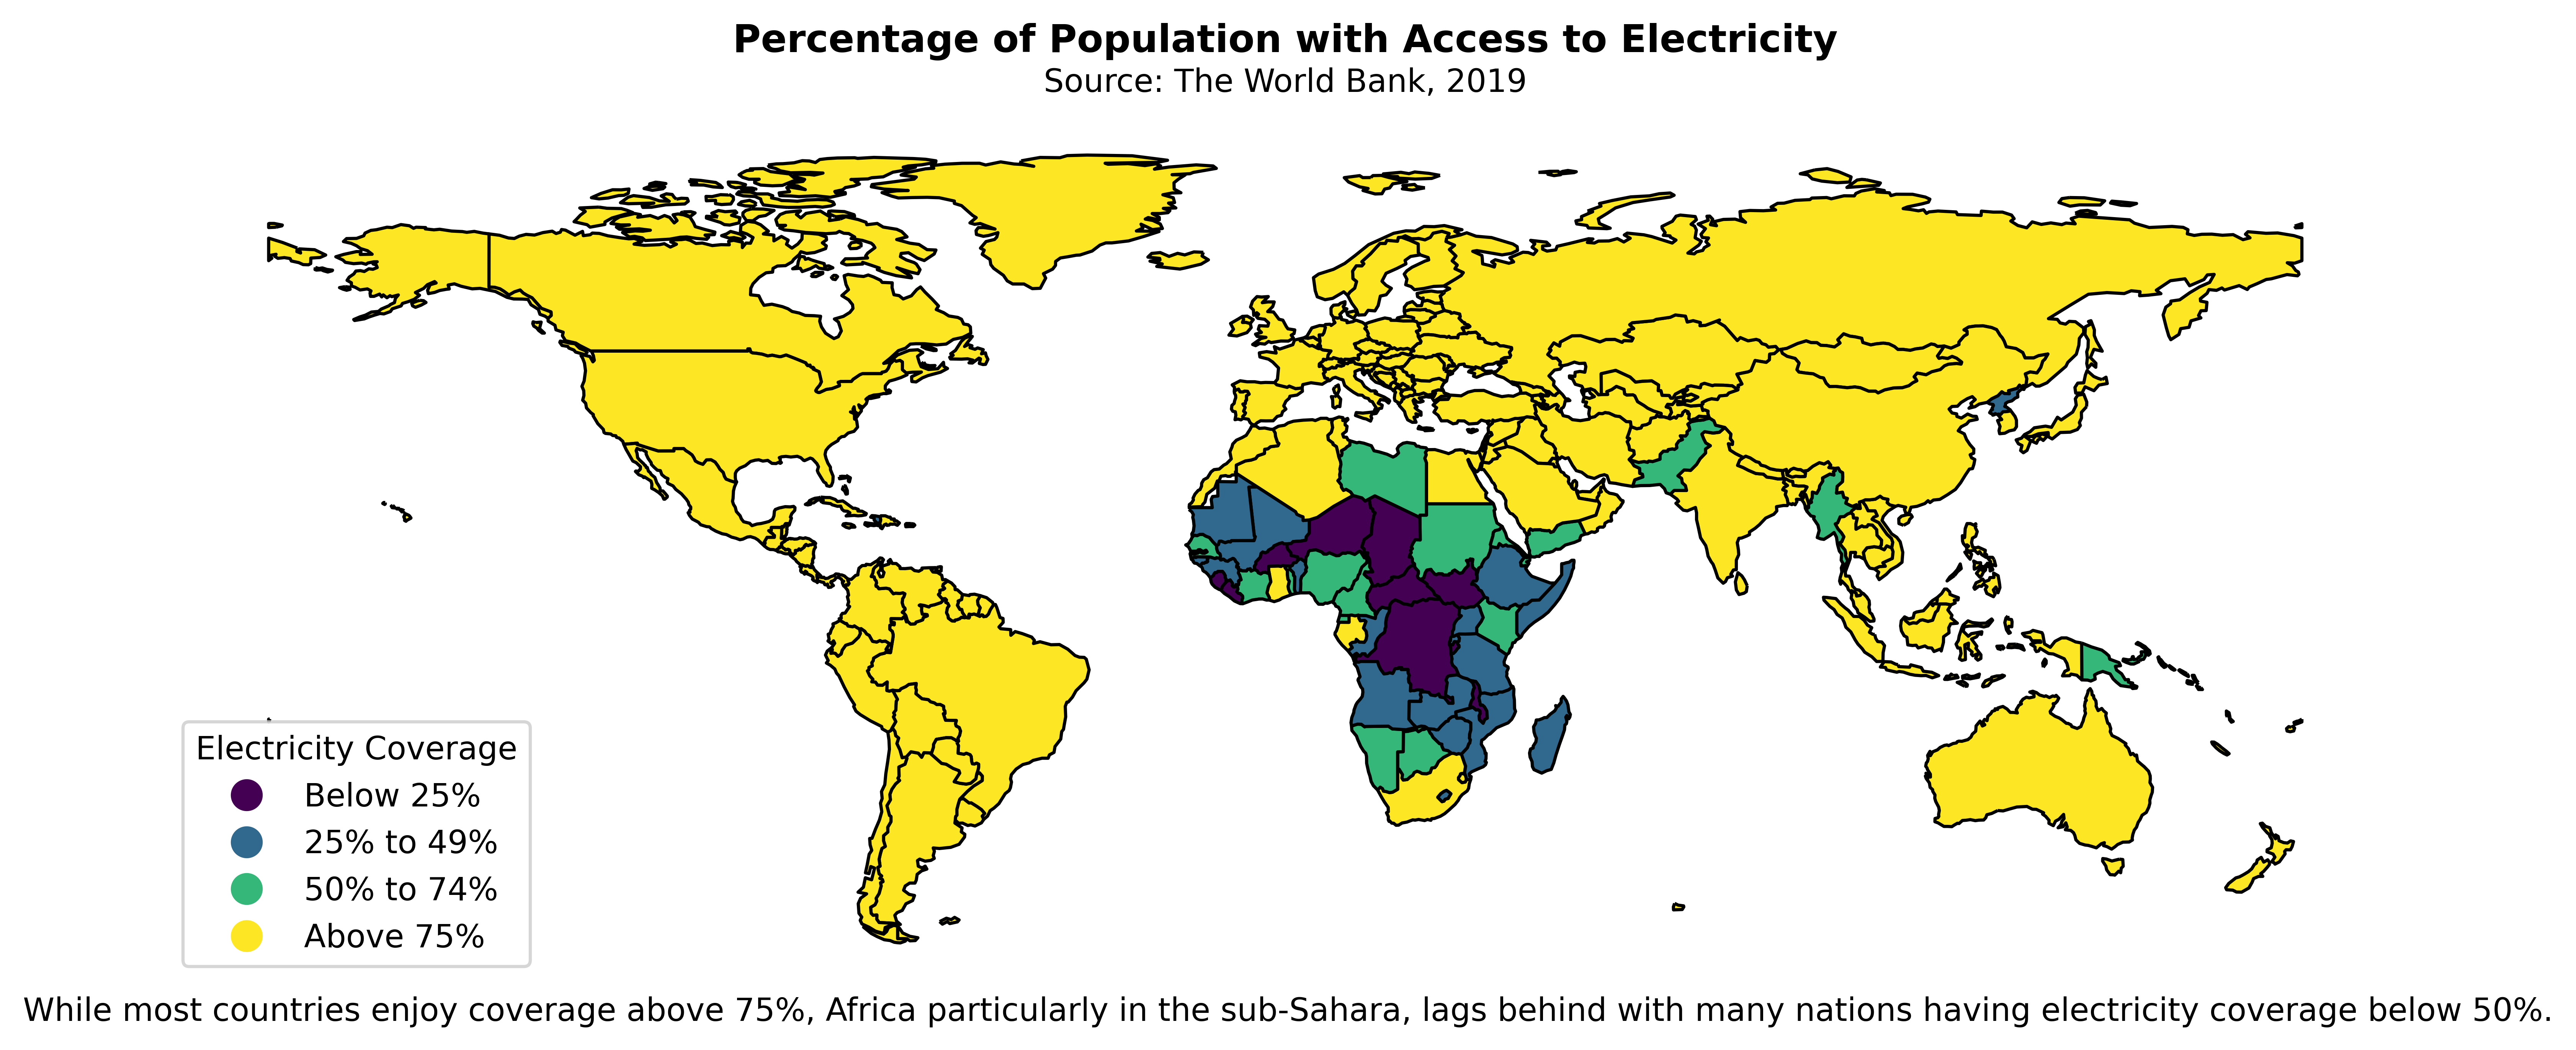 Percentage of Population with Access to Electricity
Source: The World Bank, 2019
Electricity Coverage
Below 25%
25% to 49%
50% to 74%
Above 75%
While most countries enjoy coverage above 75%, Africa particularly in the sub-Sahara, lags behind with many nations having electricity coverage below 50%.